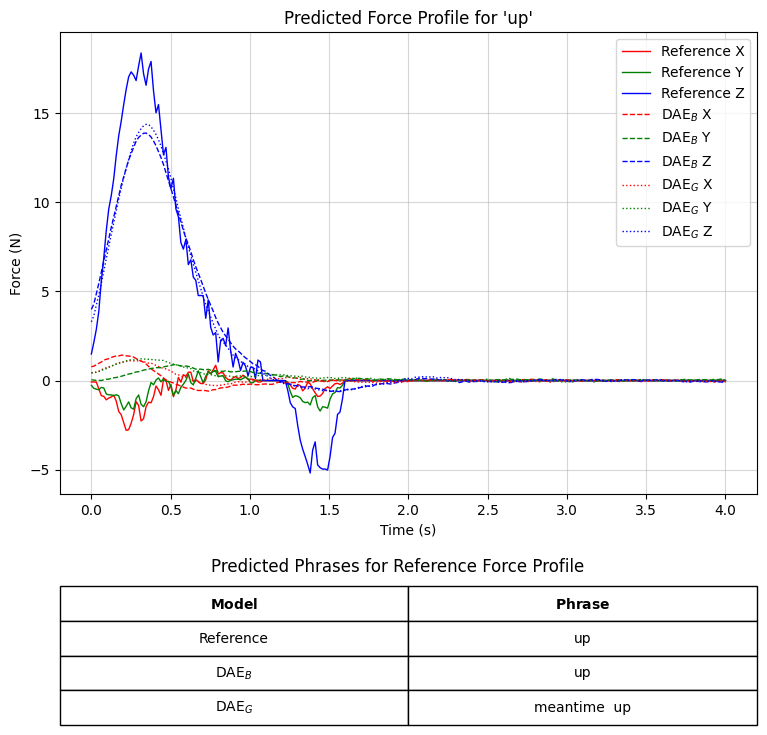 Predicted Force Profile for 'up'
Force (N)
15
10
5
0
−5
Reference X
Reference Y
Reference Z
DAE_B X
DAE_B Y
DAE_B Z
DAE_G X
DAE_G Y
DAE_G Z
0.0 0.5 1.0 1.5 2.0 2.5 3.0 3.5 4.0
Time (s)
Predicted Phrases for Reference Force Profile
Model Phrase
Reference up
DAE_B up
DAE_G meantime  up